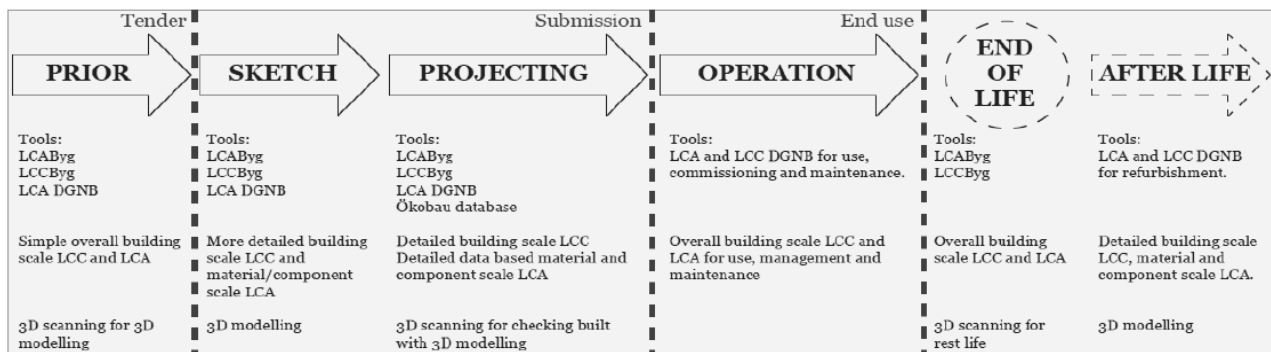 Tender
Submission
End use
PRIOR
SKETCH
PROJECTING
OPERATION
END
OF
LIFE
AFTER LIFE
Tools:
LCAByg
LCCByg
LCA DGNB
Tools:
LCAByg
LCCByg
LCA DGNB
Tools:
LCAByg
LCCByg
LCA DGNB
Ökobau database
Tools:
LCA and LCC DGNB for use,
commissioning and maintenance.
Tools:
LCAByg
LCCByg
Tools:
LCA and LCC DGNB
for refurbishment.
Simple overall building
scale LCC and LCA
More detailed building
scale LCC and
material/component
scale LCA
Detailed building scale LCC
Detailed data based material and
component scale LCA
Overall building scale LCC and
LCA for use, management and
maintenance
Overall building
scale LCC and LCA
Detailed building scale
LCC, material and
component scale LCA.
3D scanning for 3D
modelling
3D modelling
3D scanning for checking built
with 3D modelling
3D scanning for
rest life
3D modelling